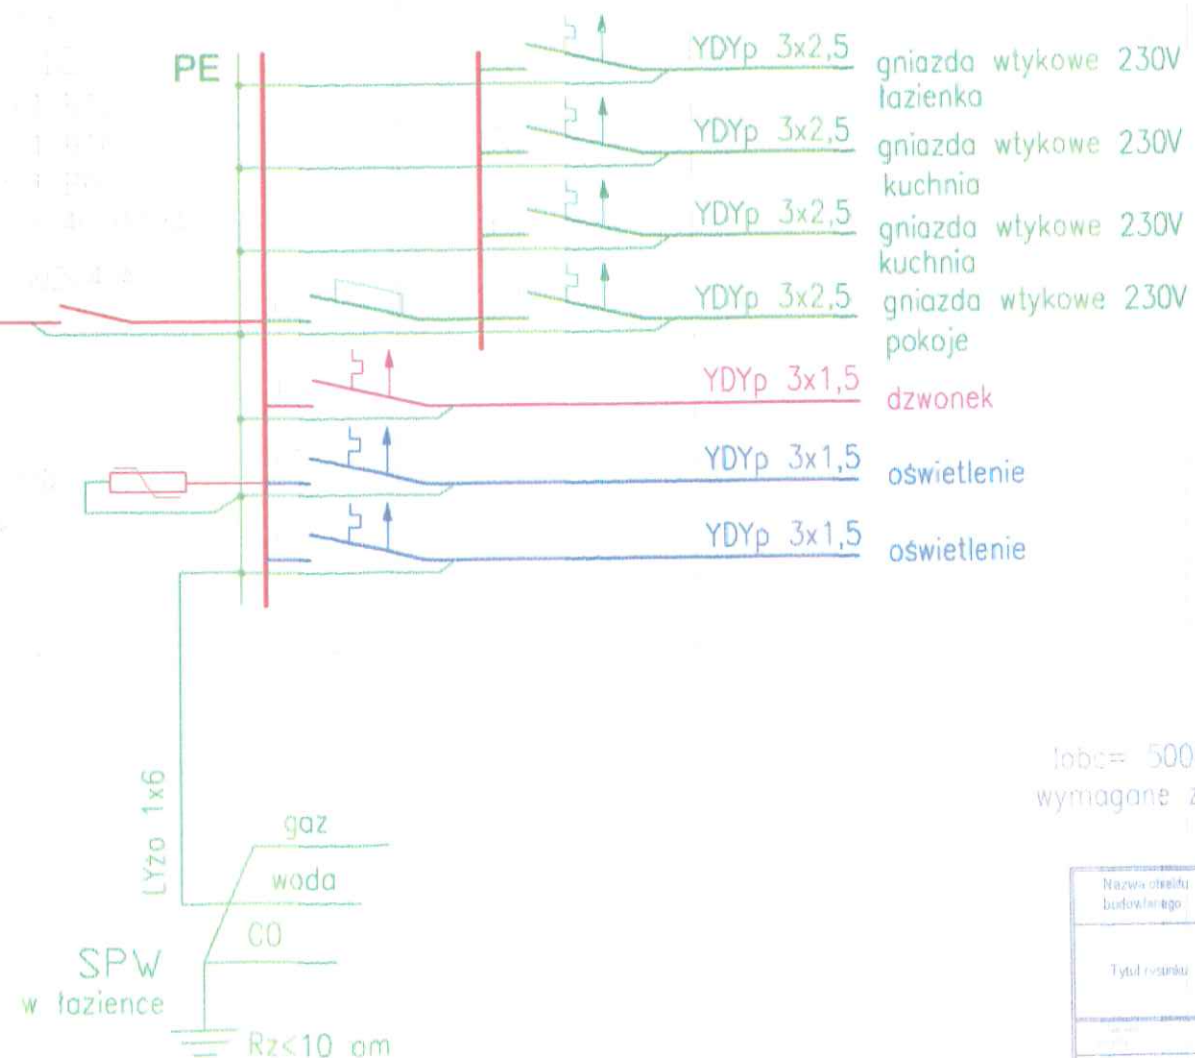 PE
YDYp 3x2,5
gniazda wtykowe 230V
łazienka
YDYp 3x2,5
gniazda wtykowe 230V
kuchnia
YDYp 3x2,5
gniazda wtykowe 230V
kuchnia
YDYp 3x2,5
gniazda wtykowe 230V
pokoje
YDYp 3x1,5
dzwonek
YDYp 3x1,5
oświetlenie
YDYp 3x1,5
oświetlenie
Iobc= 500
wymagane z
LYżo 1x6
gaz
woda
CO
SPW
w łazience
Rz<10 om
Nazwa obiektu
budowlanego
Tytuł rysunku